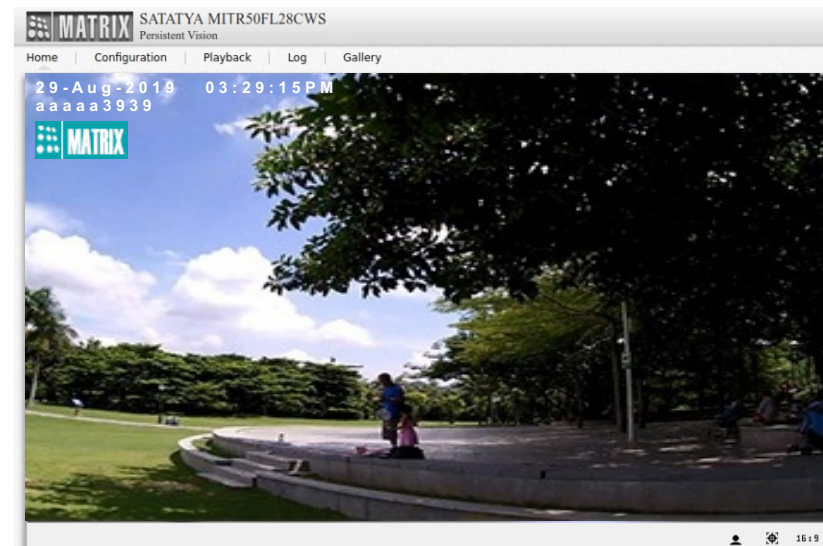 MATRIX SATATYA MITR50FL28CWS
Persistent Vision
Home Configuration Playback Log Gallery
29-Aug-2019 03:29:15PM
aaaaa3939
MATRIX
16:9